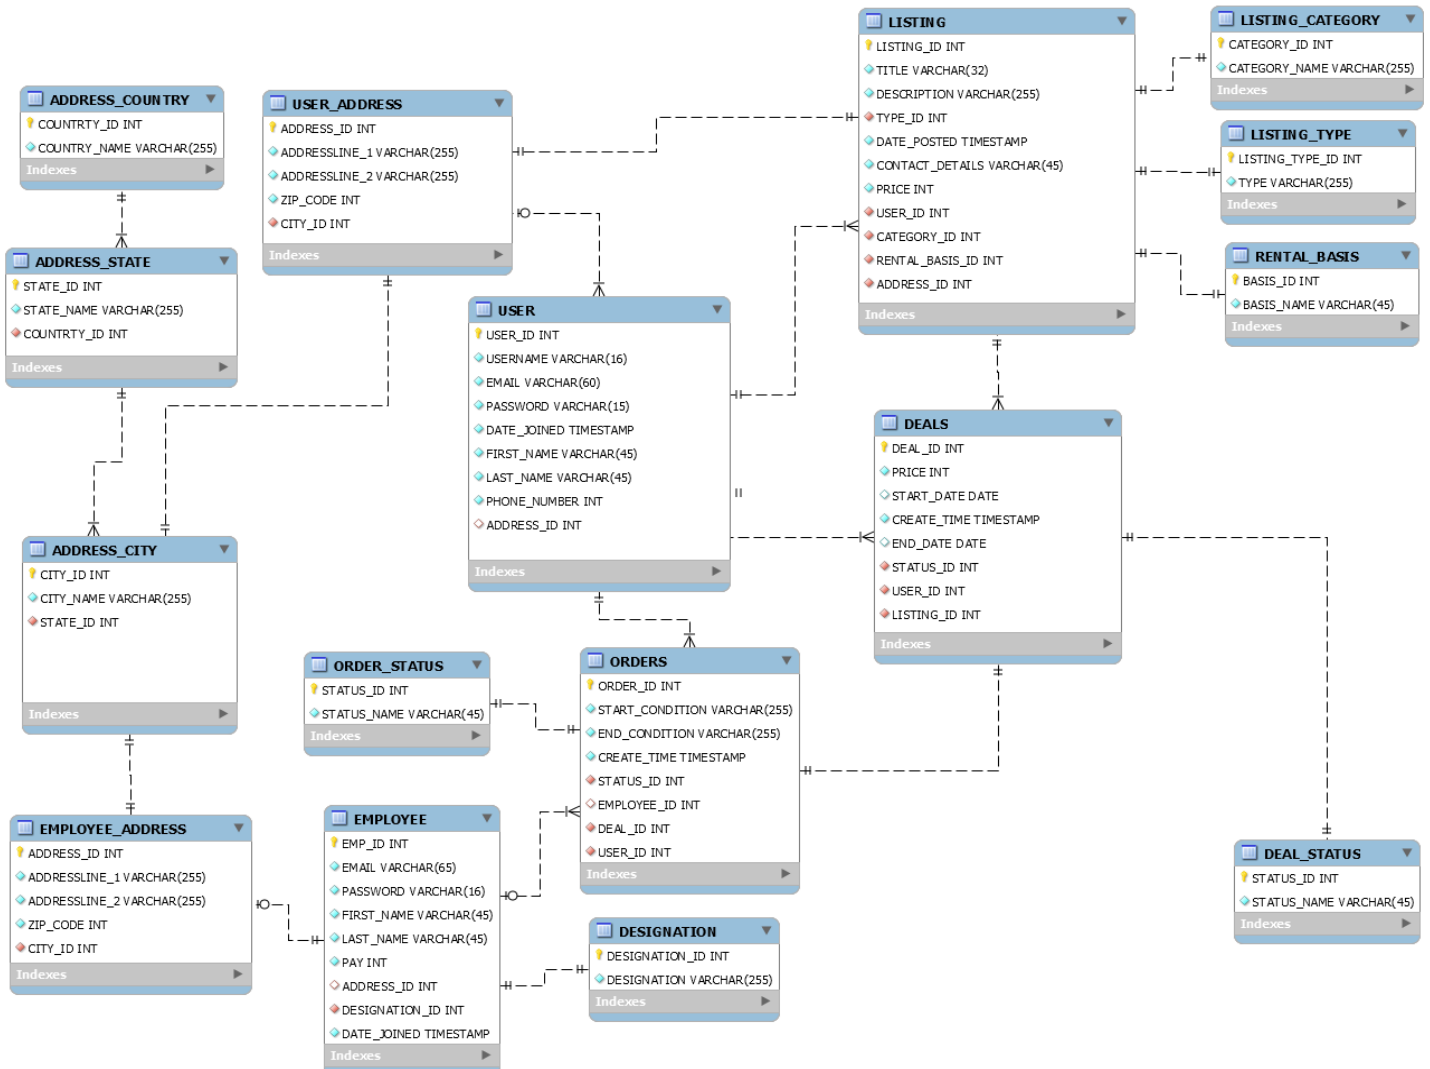 LISTING
LISTING_ID INT
TITLE VARCHAR(32)
DESCRIPTION VARCHAR(255)
TYPE_ID INT
DATE_POSTED TIMESTAMP
CONTACT_DETAILS VARCHAR(45)
PRICE INT
USER_ID INT
CATEGORY_ID INT
RENTAL_BASIS_ID INT
ADDRESS_ID INT
Indexes
LISTING_CATEGORY
CATEGORY_ID INT
CATEGORY_NAME VARCHAR(255)
Indexes
ADDRESS_COUNTRY
COUNTRTY_ID INT
COUNTRY_NAME VARCHAR(255)
Indexes
USER_ADDRESS
ADDRESS_ID INT
ADDRESSLINE_1 VARCHAR(255)
ADDRESSLINE_2 VARCHAR(255)
ZIP_CODE INT
CITY_ID INT
Indexes
LISTING_TYPE
LISTING_TYPE_ID INT
TYPE VARCHAR(255)
Indexes
ADDRESS_STATE
STATE_ID INT
STATE_NAME VARCHAR(255)
COUNTRTY_ID INT
Indexes
RENTAL_BASIS
BASIS_ID INT
BASIS_NAME VARCHAR(45)
Indexes
USER
USER_ID INT
USERNAME VARCHAR(16)
EMAIL VARCHAR(60)
PASSWORD VARCHAR(15)
DATE_JOINED TIMESTAMP
FIRST_NAME VARCHAR(45)
LAST_NAME VARCHAR(45)
PHONE_NUMBER INT
ADDRESS_ID INT
Indexes
DEALS
DEAL_ID INT
PRICE INT
START_DATE DATE
CREATE_TIME TIMESTAMP
END_DATE DATE
STATUS_ID INT
USER_ID INT
LISTING_ID INT
Indexes
ADDRESS_CITY
CITY_ID INT
CITY_NAME VARCHAR(255)
STATE_ID INT
Indexes
ORDER_STATUS
STATUS_ID INT
STATUS_NAME VARCHAR(45)
Indexes
ORDERS
ORDER_ID INT
START_CONDITION VARCHAR(255)
END_CONDITION VARCHAR(255)
CREATE_TIME TIMESTAMP
STATUS_ID INT
EMPLOYEE_ID INT
DEAL_ID INT
USER_ID INT
Indexes
EMPLOYEE_ADDRESS
ADDRESS_ID INT
ADDRESSLINE_1 VARCHAR(255)
ADDRESSLINE_2 VARCHAR(255)
ZIP_CODE INT
CITY_ID INT
Indexes
EMPLOYEE
EMP_ID INT
EMAIL VARCHAR(65)
PASSWORD VARCHAR(16)
FIRST_NAME VARCHAR(45)
LAST_NAME VARCHAR(45)
PAY INT
ADDRESS_ID INT
DESIGNATION_ID INT
DATE_JOINED TIMESTAMP
Indexes
DESIGNATION
DESIGNATION_ID INT
DESIGNATION VARCHAR(255)
Indexes
DEAL_STATUS
STATUS_ID INT
STATUS_NAME VARCHAR(45)
Indexes